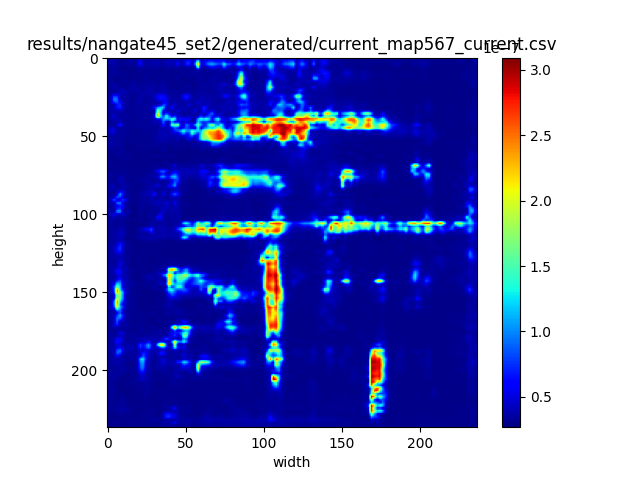 results/nangate45_set2/generated/current_map567_current.csv
1e−7
0
50
100
150
200
height
0 50 100 150 200
width
3.0
2.5
2.0
1.5
1.0
0.5